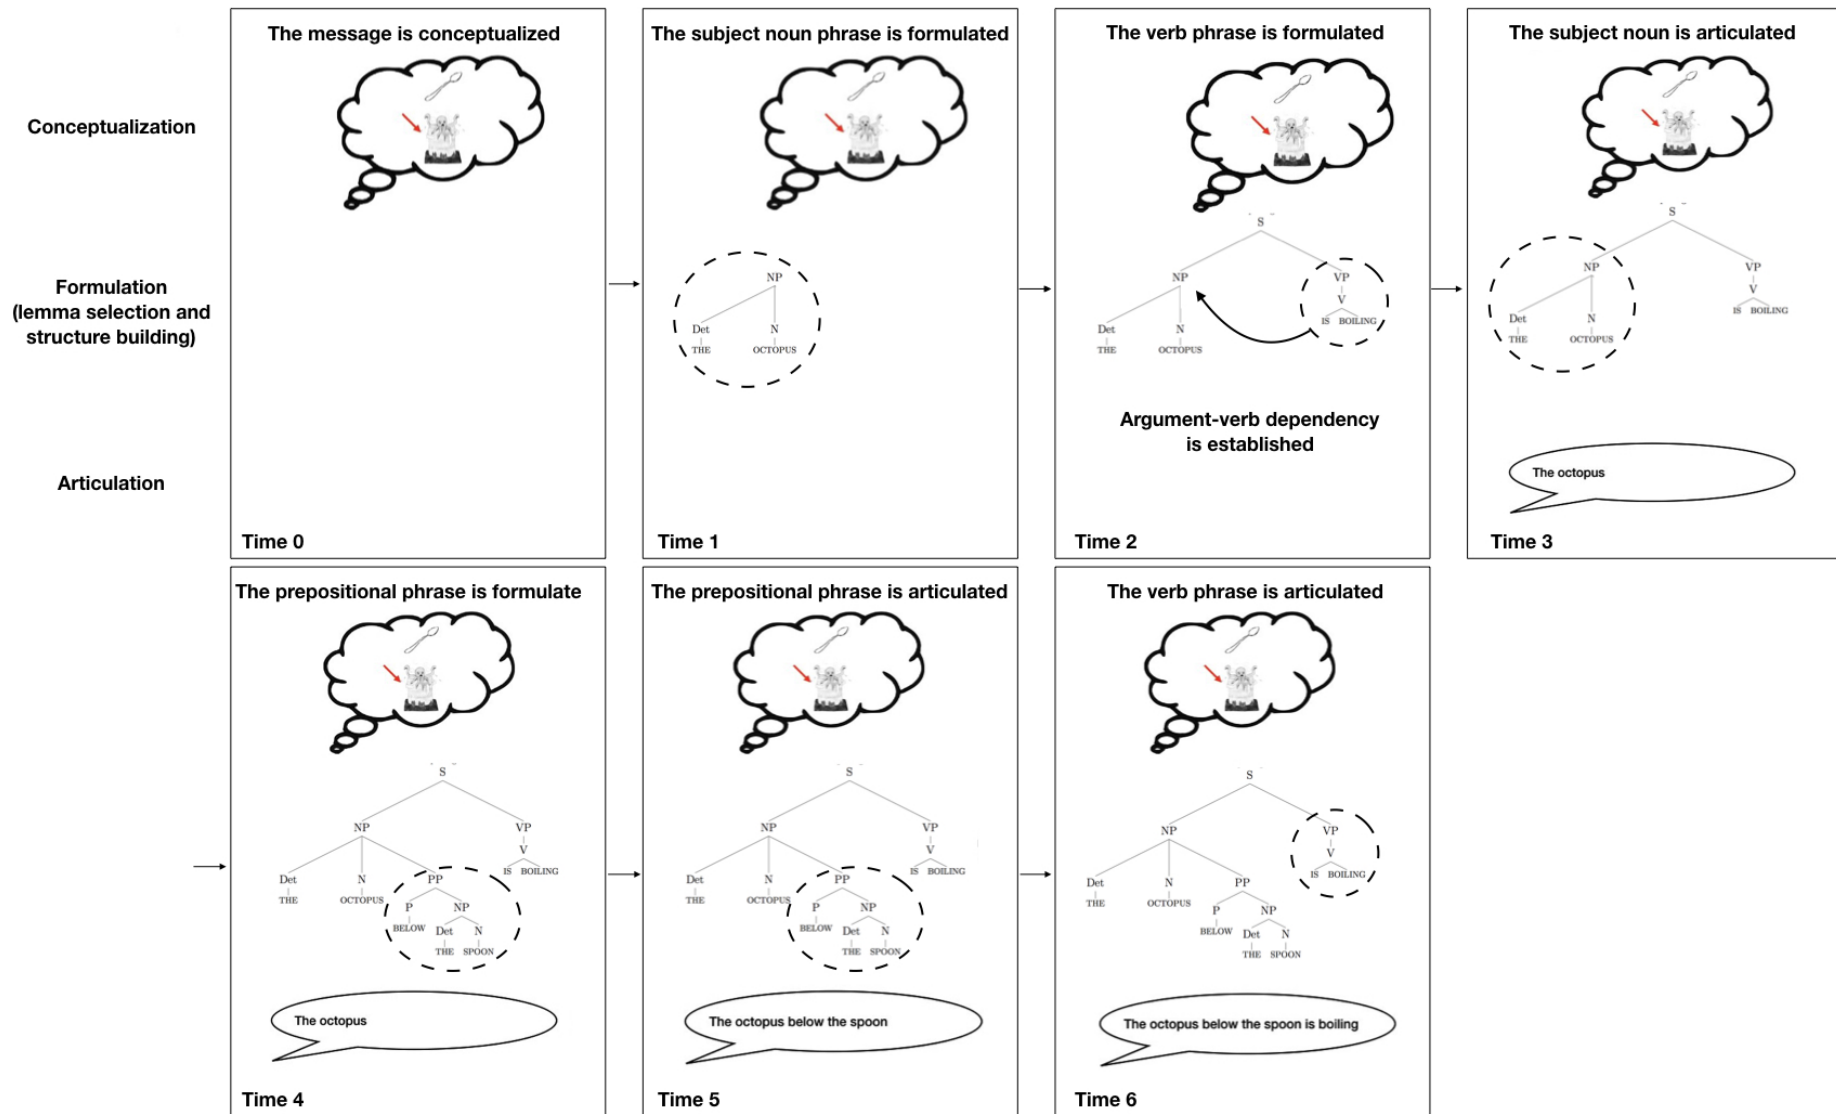 The message is conceptualized
The subject noun phrase is formulated
The verb phrase is formulated
The subject noun is articulated
Conceptualization
Formulation
(lemma selection and
structure building)
Articulation
NP
Det N
THE OCTOPUS
Time 0
Time 1
S
NP VP
V
IS BOILING
Det N
THE OCTOPUS
Argument-verb dependency
is established
Time 2
S
NP VP
V
IS BOILING
Det N
THE OCTOPUS
The octopus
Time 3
The prepositional phrase is formulate
The prepositional phrase is articulated
The verb phrase is articulated
S
NP VP
V
IS BOILING
Det N PP
THE OCTOPUS
P NP
BELOW
Det N
THE SPOON
The octopus
Time 4
S
NP VP
V
IS BOILING
Det N PP
THE OCTOPUS
P NP
BELOW
Det N
THE SPOON
The octopus below the spoon
Time 5
S
NP VP
V
IS BOILING
Det N PP
THE OCTOPUS
P NP
BELOW
Det N
THE SPOON
The octopus below the spoon is boiling
Time 6